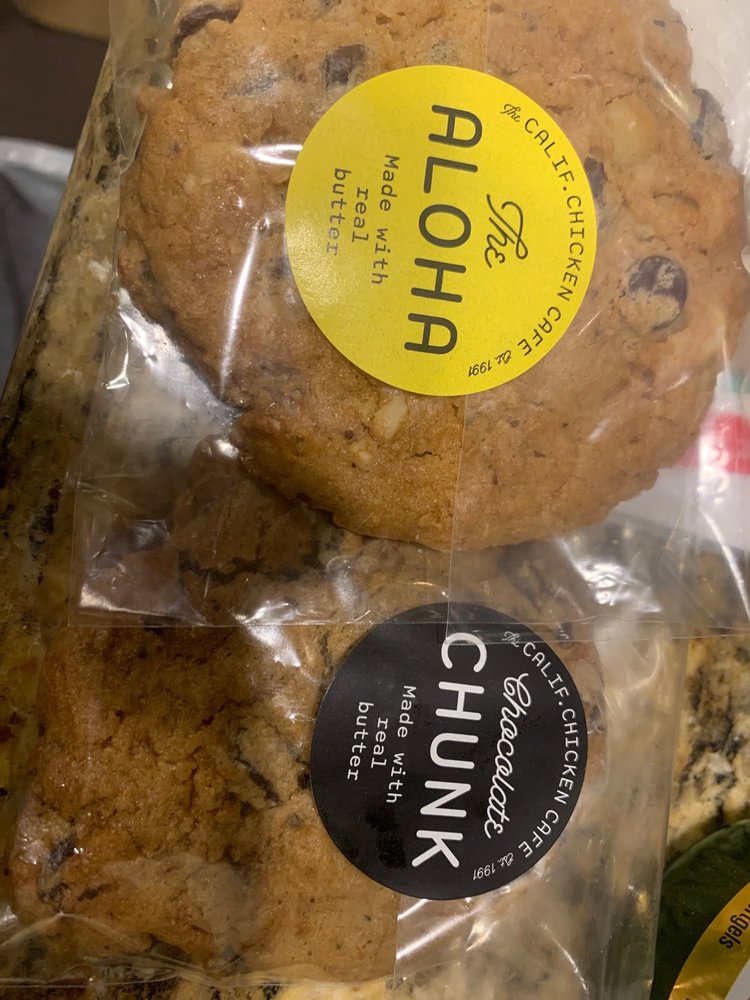 The CALIF. CHICKEN CAFE Est. 1991
The
ALOHA
Made with
real
butter
The CALIF. CHICKEN CAFE Est. 1991
Chocolate
CHUNK
Made with
real
butter